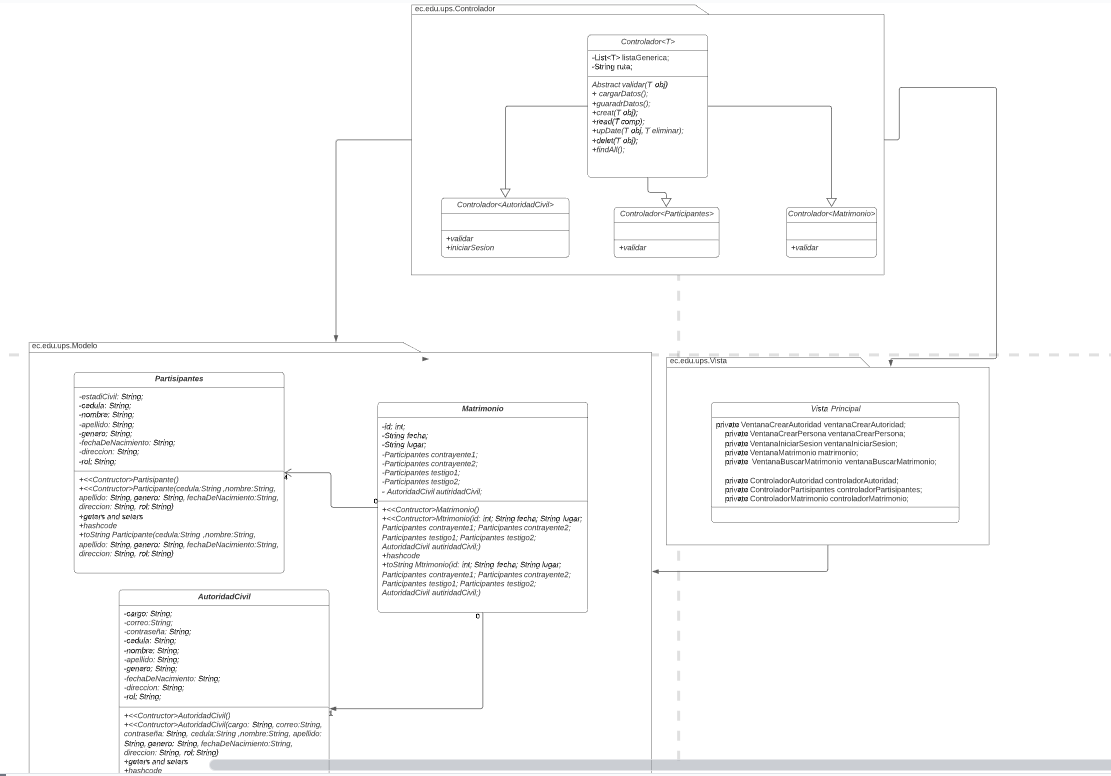 ec.edu.ups.Controlador
Controlador<T>
-List<T> listaGenerica;
-String ruta;
Abstract validar(T obj)
+ cargarDatos();
+guaradrDatos();
+creat(T obj);
+read(T comp);
+upDate(T obj, T eliminar);
+delet(T obj);
+findAll();
Controlador<AutoridadCivil>
+validar
+iniciarSesion
Controlador<Participantes>
+validar
Controlador<Matrimonio>
+validar
ec.edu.ups.Modelo
Partisipantes
-estadiCivil: String;
-cedula: String;
-nombre: String;
-apellido: String;
-genero; String;
-fechaDeNacimiento: String;
-direccion: String;
-rol; String;
+<<Contructor>Partisipante()
+<<Contructor>Participante(cedula:String ,nombre:String,
apellido: String, genero: String, fechaDeNacimiento:String,
direccion: String, rol: String)
+geters and seters
+hashcode
+toString Participante(cedula:String ,nombre:String,
apellido: String, genero: String, fechaDeNacimiento:String,
direccion: String, rol: String)
1
0
Matrimonio
-id: int;
-String fecha;
-String lugar;
-Participantes contrayente1;
-Participantes contrayente2;
-Participantes testigo1;
-Participantes testigo2;
- AutoridadCivil autiridCivil;
+<<Contructor>Matrimonio()
+<<Contructor>Mtrimonio(id: int; String fecha; String lugar;
Participantes contrayente1; Participantes contrayente2;
Participantes testigo1; Participantes testigo2;
AutoridadCivil autiridCivil;)
+hashcode
+toString Mtrimonio(id: int; String fecha; String lugar;
Participantes contrayente1; Participantes contrayente2;
Participantes testigo1; Participantes testigo2;
AutoridadCivil autiridCivil;)
0
1
AutoridadCivil
-cargo: String;
-correo:String;
-contraseña: String;
-cedula: String;
-nombre: String;
-apellido: String;
-genero; String;
-fechaDeNacimiento: String;
-direccion: String;
-rol; String;
+<<Contructor>AutoridadCivil()
+<<Contructor>AutoridadCivil(cargo: String, correo:String,
contraseña: String, cedula:String ,nombre:String, apellido:
String, genero: String, fechaDeNacimiento:String,
direccion: String, rol: String)
+geters and seters
+hashcode
ec.edu.ups.Vista
Vista Principal
private VentanaCrearAutoridad ventanaCrearAutoridad;
private VentanaCrearPersona ventanaCrearPersona;
private VentanaIniciarSesion ventanaIniciarSesion;
private VentanaMatrimonio matrimonio;
private VentanaBuscarMatrimonio ventanaBuscarMatrimonio;
private ControladorAutoridad controladorAutoridad;
private ControladorPartisipantes controladorPartisipantes;
private ControladorMatrimonio controladorMatrimonio;